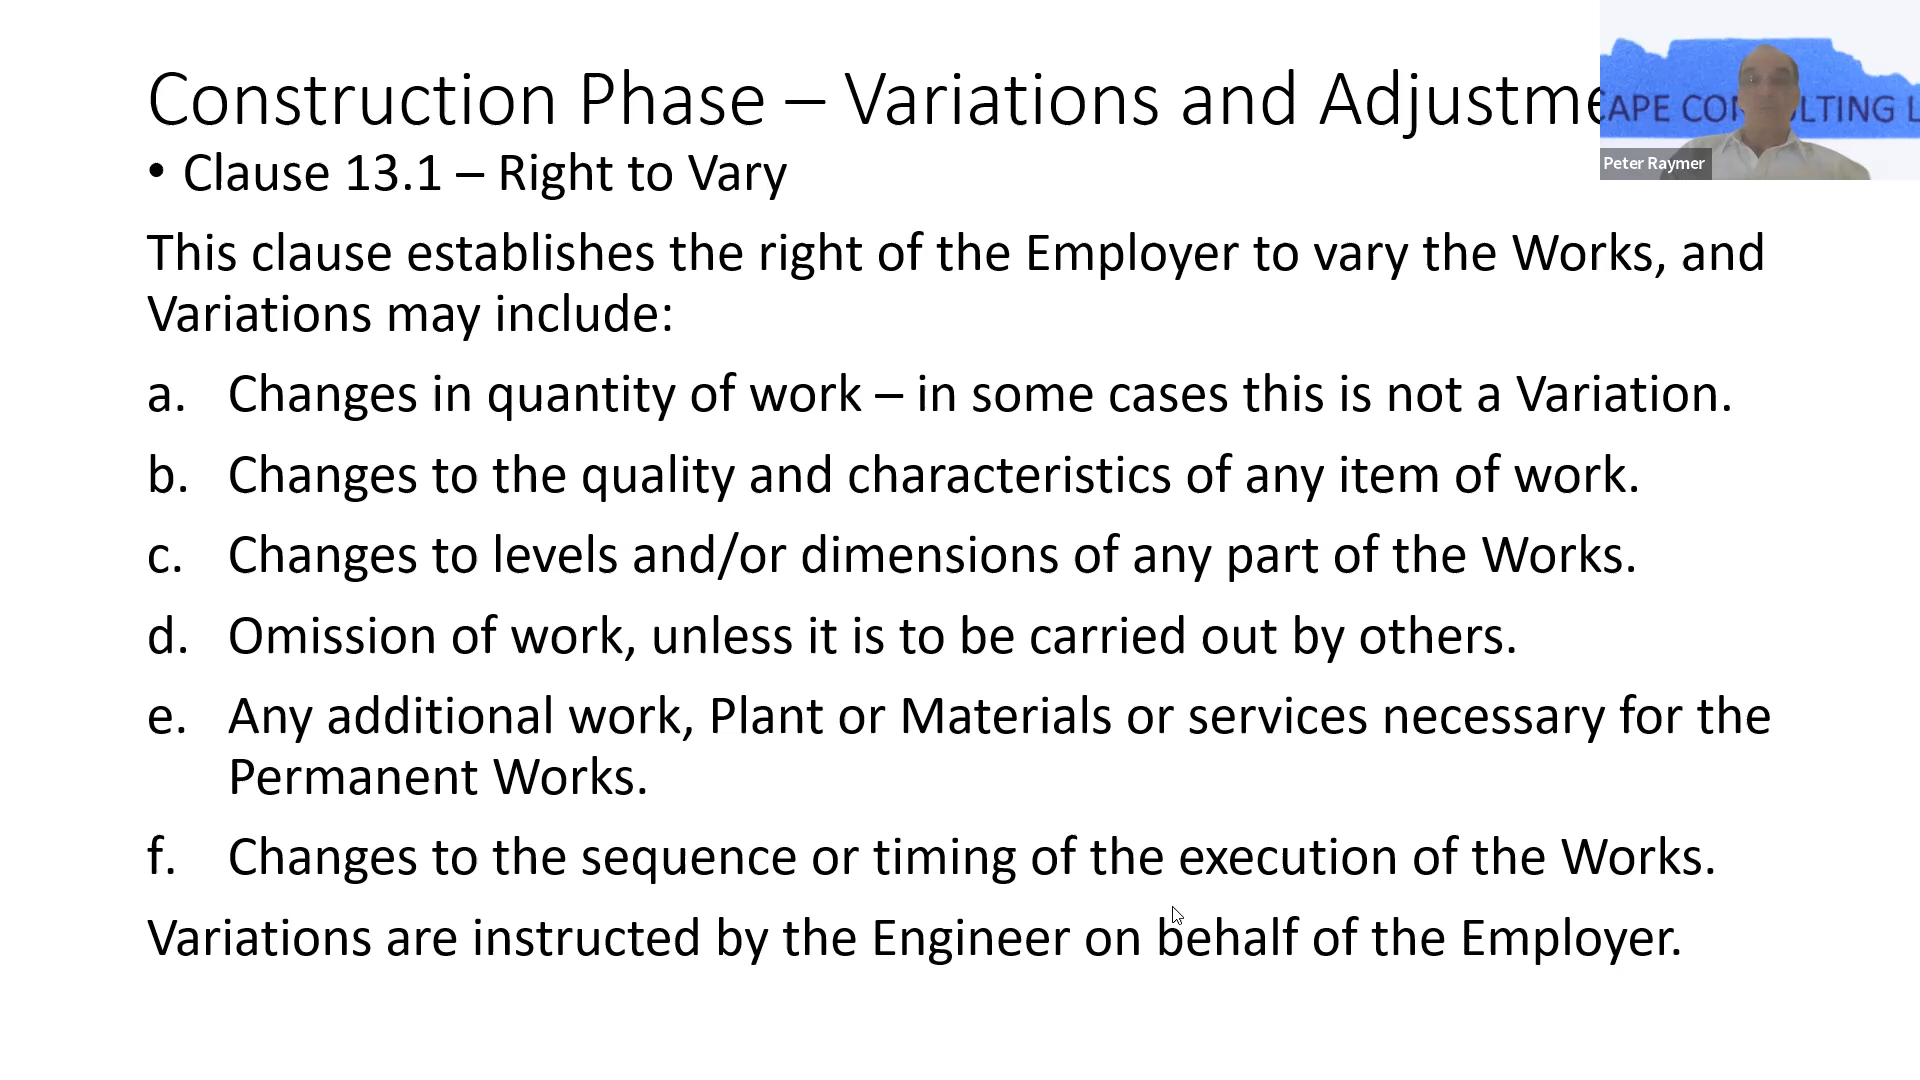 Construction Phase – Variations and Adjustme
• Clause 13.1 – Right to Vary
This clause establishes the right of the Employer to vary the Works, and
Variations may include:
a. Changes in quantity of work – in some cases this is not a Variation.
b. Changes to the quality and characteristics of any item of work.
c. Changes to levels and/or dimensions of any part of the Works.
d. Omission of work, unless it is to be carried out by others.
e. Any additional work, Plant or Materials or services necessary for the
Permanent Works.
f. Changes to the sequence or timing of the execution of the Works.
Variations are instructed by the Engineer on behalf of the Employer.
CAPE CO LTING L
Peter Raymer